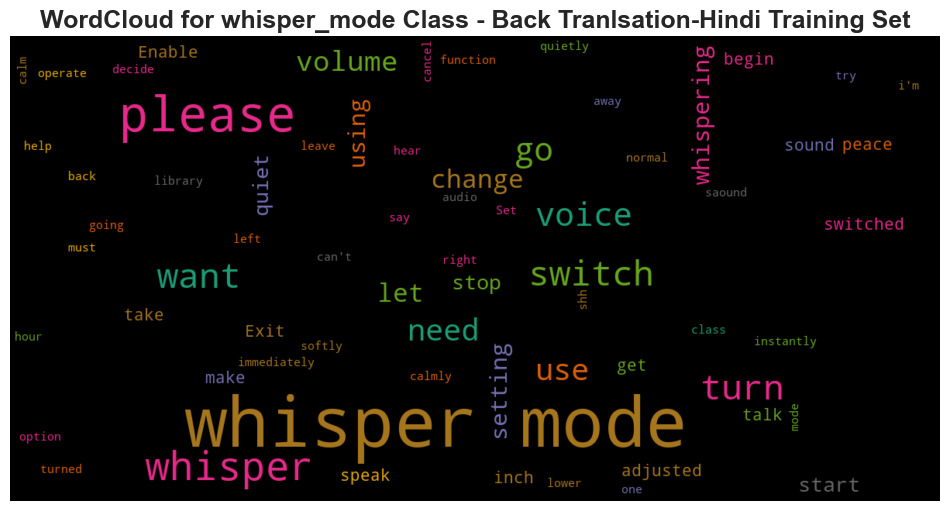 WordCloud for whisper_mode Class - Back Tranlsation-Hindi Training Set
calm
operate
Enable
decide
volume
cancel
function
quietly
whispering
begin
try
i'm
please
using
away
help
leave
hear
go
normal
sound
peace
back
library
quiet
change
audio
saound
going
left
say
Set
voice
switched
must
can't
right
want
let
stop
switch
shh
take
hour
Exit
softly
need
class
instantly
immediately
make
calmly
setting
use
get
turn
talk
mode
whisper mode
option
turned
whisper
speak
inch
lower
adjusted
one
start